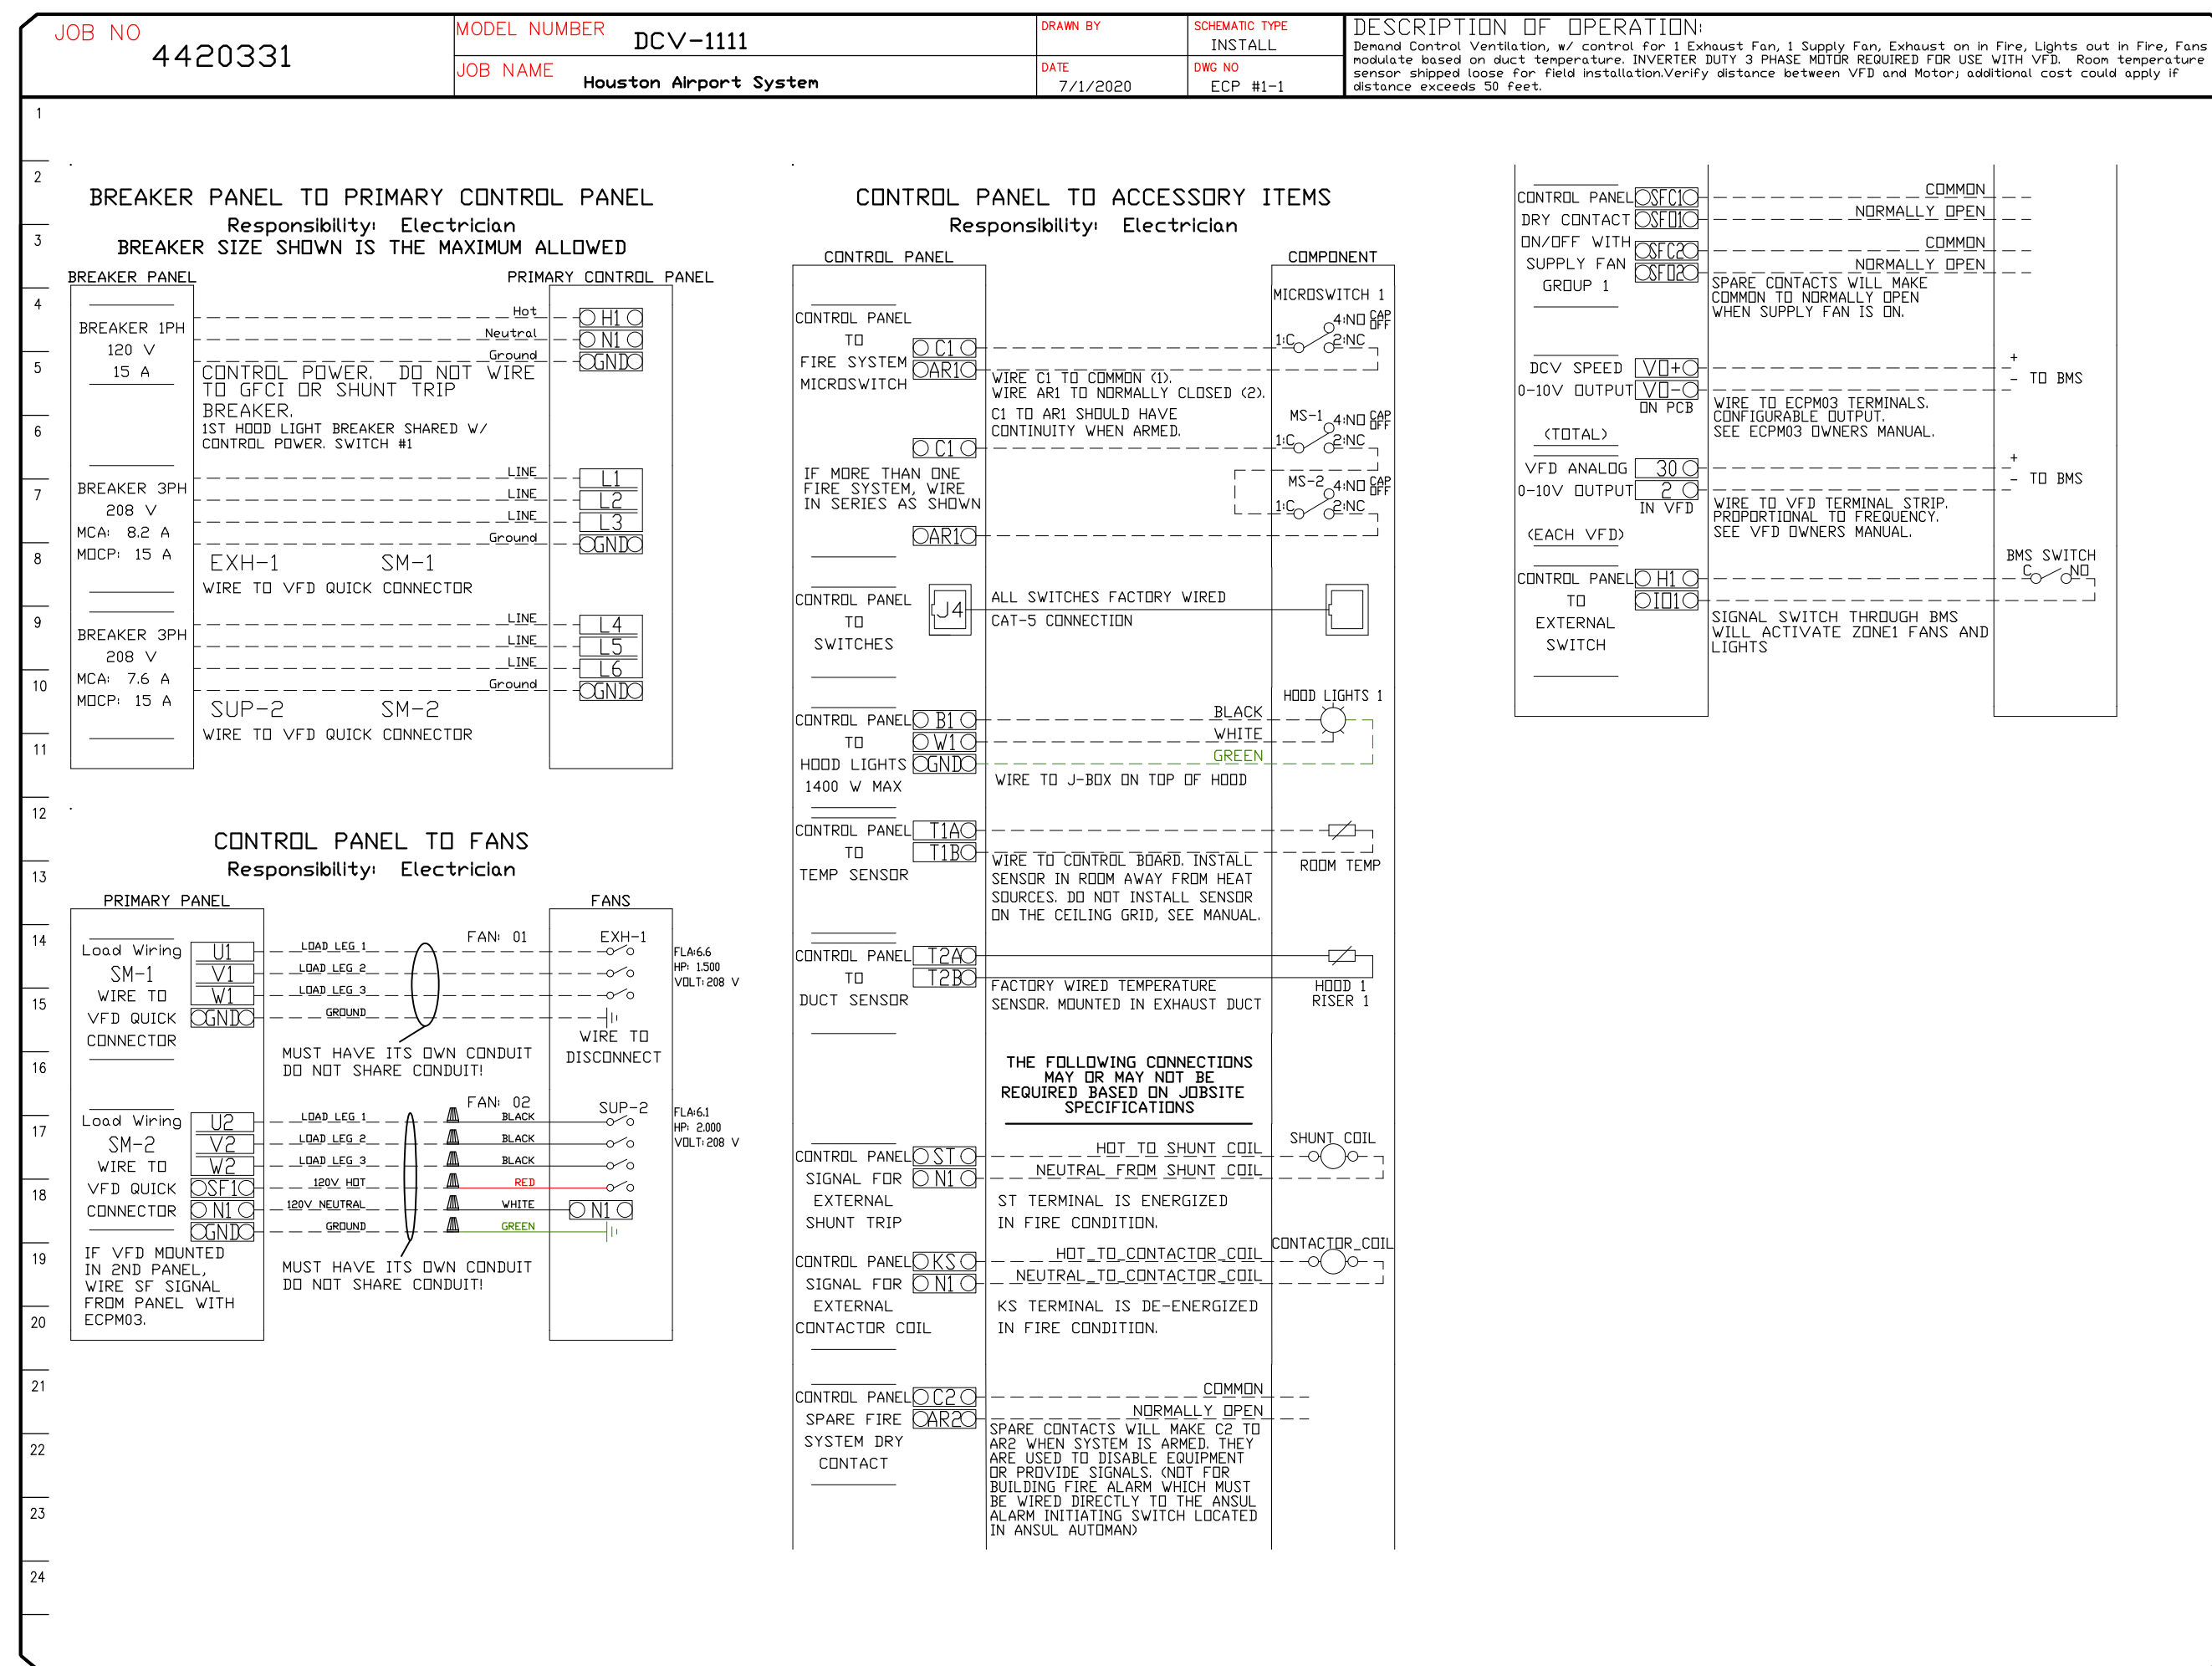 JOB NO
4420331
MODEL NUMBER
DCV-1111
JOB NAME
Houston Airport System
DRAWN BY
DATE
7/1/2020
SCHEMATIC TYPE
INSTALL
DWG NO
ECP #1-1
DESCRIPTION OF OPERATION:
Demand Control Ventilation, w/ control for 1 Exhaust Fan, 1 Supply Fan, Exhaust on in Fire, Lights out in Fire, Fans
modulate based on duct temperature. INVERTER DUTY 3 PHASE MOTOR REQUIRED FOR USE WITH VFD. Room temperature
sensor shipped loose for field installation.Verify distance between VFD and Motor; additional cost could apply if
distance exceeds 50 feet.
1
2
3
4
5
6
7
8
9
10
11
12
13
14
15
16
17
18
19
20
21
22
23
24
BREAKER PANEL TO PRIMARY CONTROL PANEL
Responsibility: Electrician
BREAKER SIZE SHOWN IS THE MAXIMUM ALLOWED
BREAKER PANEL
PRIMARY CONTROL PANEL
BREAKER 1PH
120 V
15 A
Hot
H1
Neutral
N1
Ground
GND
CONTROL POWER. DO NOT WIRE
TO GFCI OR SHUNT TRIP
BREAKER.
1ST HOOD LIGHT BREAKER SHARED W/
CONTROL POWER. SWITCH #1
BREAKER 3PH
208 V
MCA: 8.2 A
MOCP: 15 A
LINE
L1
LINE
L2
LINE
L3
Ground
GND
EXH-1 SM-1
WIRE TO VFD QUICK CONNECTOR
BREAKER 3PH
208 V
MCA: 7.6 A
MOCP: 15 A
LINE
L4
LINE
L5
LINE
L6
Ground
GND
SUP-2 SM-2
WIRE TO VFD QUICK CONNECTOR
CONTROL PANEL TO FANS
Responsibility: Electrician
PRIMARY PANEL
FANS
Load Wiring
SM-1
WIRE TO
VFD QUICK
CONNECTOR
U1
V1
W1
GND
LOAD LEG 1
LOAD LEG 2
LOAD LEG 3
GROUND
FAN: 01
EXH-1
FLA:6.6
HP: 1.500
VOLT:208 V
WIRE TO
DISCONNECT
MUST HAVE ITS OWN CONDUIT
DO NOT SHARE CONDUIT!
Load Wiring
SM-2
WIRE TO
VFD QUICK
CONNECTOR
U2
V2
W2
SF1
N1
GND
LOAD LEG 1
LOAD LEG 2
LOAD LEG 3
120V HOT
120V NEUTRAL
GROUND
FAN: 02
BLACK
BLACK
BLACK
RED
WHITE
GREEN
SUP-2
N1
FLA:6.1
HP: 2.000
VOLT:208 V
IF VFD MOUNTED
IN 2ND PANEL,
WIRE SF SIGNAL
FROM PANEL WITH
ECPM03.
MUST HAVE ITS OWN CONDUIT
DO NOT SHARE CONDUIT!
CONTROL PANEL TO ACCESSORY ITEMS
Responsibility: Electrician
CONTROL PANEL
COMPONENT
CONTROL PANEL
TO
FIRE SYSTEM
MICROSWITCH
C1
AR1
MICROSWITCH 1
4:NO CAP OFF
1:C
2:NC
WIRE C1 TO COMMON (1).
WIRE AR1 TO NORMALLY CLOSED (2).
C1 TO AR1 SHOULD HAVE
CONTINUITY WHEN ARMED.
C1
MS-1
4:NO CAP OFF
1:C
2:NC
IF MORE THAN ONE
FIRE SYSTEM, WIRE
IN SERIES AS SHOWN
MS-2
4:NO CAP OFF
1:C
2:NC
AR1
CONTROL PANEL
TO
SWITCHES
J4
ALL SWITCHES FACTORY WIRED
CAT-5 CONNECTION
CONTROL PANEL
TO
HOOD LIGHTS
1400 W MAX
B1
W1
GND
BLACK
WHITE
GREEN
HOOD LIGHTS 1
WIRE TO J-BOX ON TOP OF HOOD
CONTROL PANEL
TO
TEMP SENSOR
T1A
T1B
ROOM TEMP
WIRE TO CONTROL BOARD. INSTALL
SENSOR IN ROOM AWAY FROM HEAT
SOURCES. DO NOT INSTALL SENSOR
ON THE CEILING GRID, SEE MANUAL.
CONTROL PANEL
TO
DUCT SENSOR
T2A
T2B
HOOD 1
RISER 1
FACTORY WIRED TEMPERATURE
SENSOR. MOUNTED IN EXHAUST DUCT
THE FOLLOWING CONNECTIONS
MAY OR MAY NOT BE
REQUIRED BASED ON JOBSITE
SPECIFICATIONS
CONTROL PANEL
SIGNAL FOR
EXTERNAL
SHUNT TRIP
ST
N1
HOT TO SHUNT COIL
NEUTRAL FROM SHUNT COIL
SHUNT COIL
ST TERMINAL IS ENERGIZED
IN FIRE CONDITION.
CONTROL PANEL
SIGNAL FOR
EXTERNAL
CONTACTOR COIL
KS
N1
HOT_TO_CONTACTOR_COIL
NEUTRAL_TO_CONTACTOR_COIL
CONTACTOR_COIL
KS TERMINAL IS DE-ENERGIZED
IN FIRE CONDITION.
CONTROL PANEL
SPARE FIRE
SYSTEM DRY
CONTACT
C2
AR2
COMMON
NORMALLY OPEN
SPARE CONTACTS WILL MAKE C2 TO
AR2 WHEN SYSTEM IS ARMED. THEY
ARE USED TO DISABLE EQUIPMENT
OR PROVIDE SIGNALS. (NOT FOR
BUILDING FIRE ALARM WHICH MUST
BE WIRED DIRECTLY TO THE ANSUL
ALARM INITIATING SWITCH LOCATED
IN ANSUL AUTOMAN)
CONTROL PANEL
DRY CONTACT
ON/OFF WITH
SUPPLY FAN
GROUP 1
SFC1
SFO1
SFC2
SFO2
COMMON
NORMALLY OPEN
COMMON
NORMALLY OPEN
SPARE CONTACTS WILL MAKE
COMMON TO NORMALLY OPEN
WHEN SUPPLY FAN IS ON.
DCV SPEED
0-10V OUTPUT
(TOTAL)
VO+
VO-
ON PCB
+
- TO BMS
WIRE TO ECPM03 TERMINALS.
CONFIGURABLE OUTPUT.
SEE ECPM03 OWNERS MANUAL.
VFD ANALOG
0-10V OUTPUT
(EACH VFD)
30
2
IN VFD
+
- TO BMS
WIRE TO VFD TERMINAL STRIP.
PROPORTIONAL TO FREQUENCY.
SEE VFD OWNERS MANUAL.
CONTROL PANEL
TO
EXTERNAL
SWITCH
H1
IO1
BMS SWITCH
C
NO
SIGNAL SWITCH THROUGH BMS
WILL ACTIVATE ZONE1 FANS AND
LIGHTS